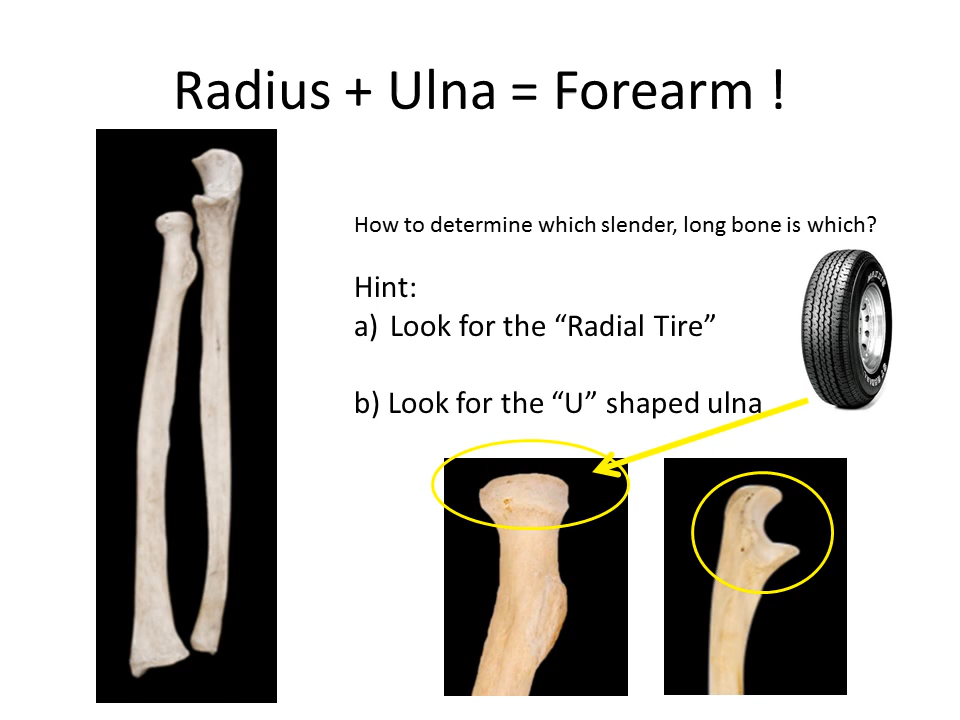 Radius + Ulna = Forearm !
How to determine which slender, long bone is which?
Hint:
a) Look for the “Radial Tire”
b) Look for the “U” shaped ulna